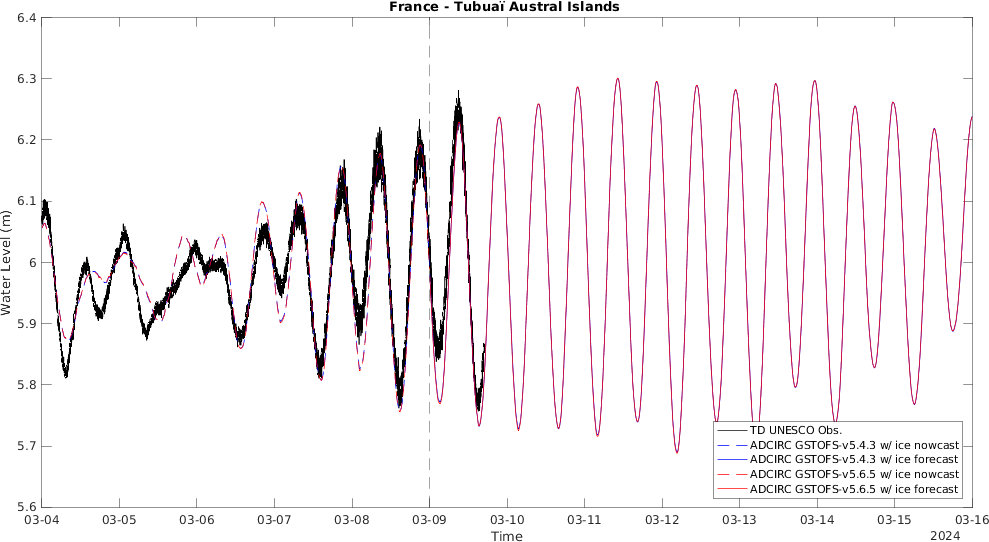 France - Tubuaï Austral Islands
6.4
6.3
6.2
6.1
6
5.9
5.8
5.7
5.6
Water Level (m)
TD UNESCO Obs.
ADCIRC GSTOFS-v5.4.3 w/ ice nowcast
ADCIRC GSTOFS-v5.4.3 w/ ice forecast
ADCIRC GSTOFS-v5.6.5 w/ ice nowcast
ADCIRC GSTOFS-v5.6.5 w/ ice forecast
03-04 03-05 03-06 03-07 03-08 03-09 03-10 03-11 03-12 03-13 03-14 03-15 03-16
Time
2024